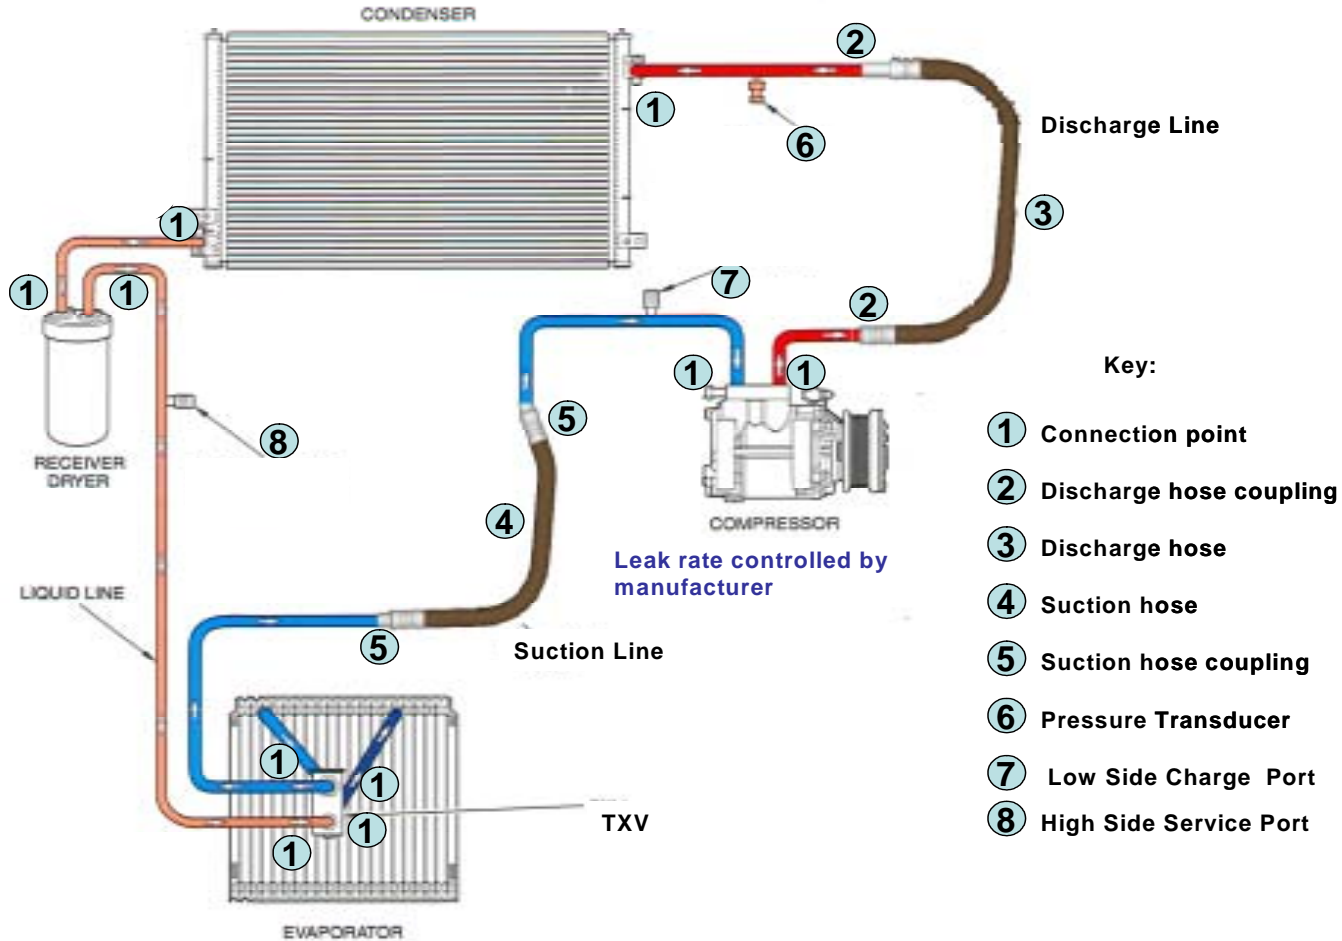 CONDENSER
2
1
6
Discharge Line
3
1
1
1
7
2
1
1
Key:
5
8
RECEIVER
DRYER
4
COMPRESSOR
Leak rate controlled by
manufacturer
LIQUID LINE
5
Suction Line
1
1
1
1
TXV
EVAPORATOR
1 Connection point
2 Discharge hose coupling
3 Discharge hose
4 Suction hose
5 Suction hose coupling
6 Pressure Transducer
7 Low Side Charge Port
8 High Side Service Port